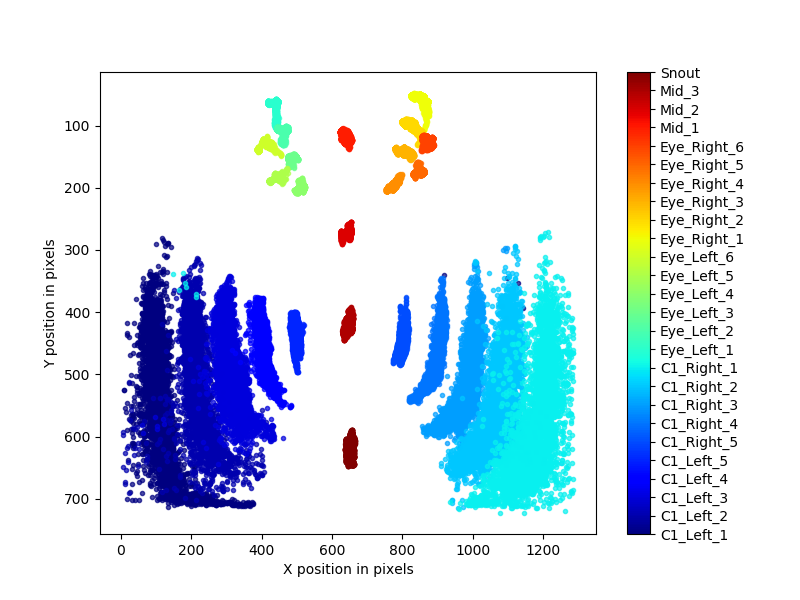 100
200
300
400
500
600
700
Y position in pixels
0
200
400
600
800
1000
1200
X position in pixels
Snout
Mid_3
Mid_2
Mid_1
Eye_Right_6
Eye_Right_5
Eye_Right_4
Eye_Right_3
Eye_Right_2
Eye_Right_1
Eye_Left_6
Eye_Left_5
Eye_Left_4
Eye_Left_3
Eye_Left_2
Eye_Left_1
C1_Right_1
C1_Right_2
C1_Right_3
C1_Right_4
C1_Right_5
C1_Left_5
C1_Left_4
C1_Left_3
C1_Left_2
C1_Left_1